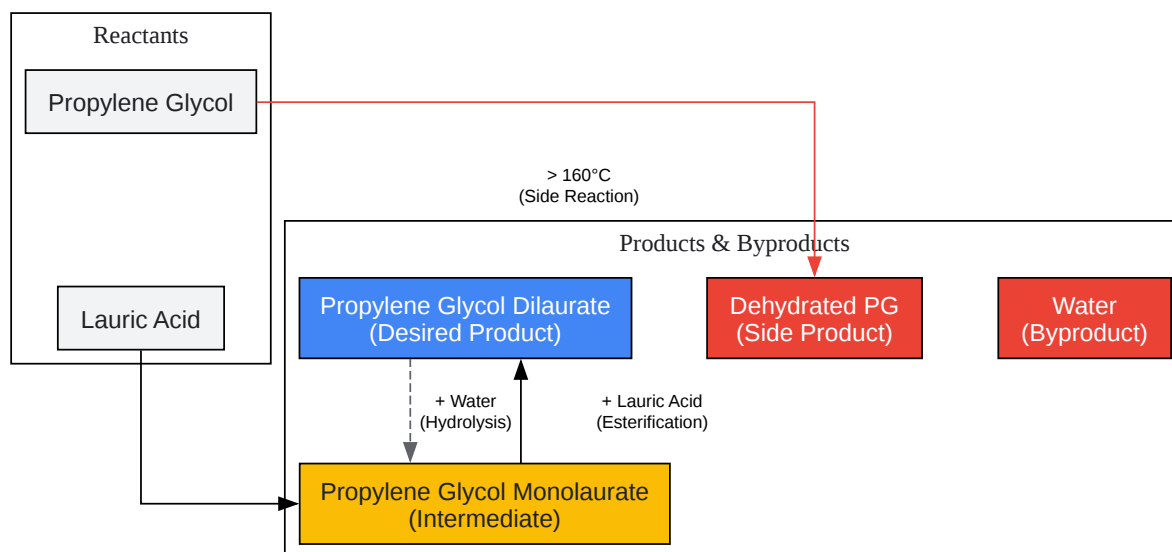 Reactants
Propylene Glycol
> 160°C
(Side Reaction)
Products & Byproducts
Lauric Acid
Propylene Glycol Dilaurate
(Desired Product)
Dehydrated PG
(Side Product)
Water
(Byproduct)
+ Water
(Hydrolysis)
+ Lauric Acid
(Esterification)
Propylene Glycol Monolaurate
(Intermediate)